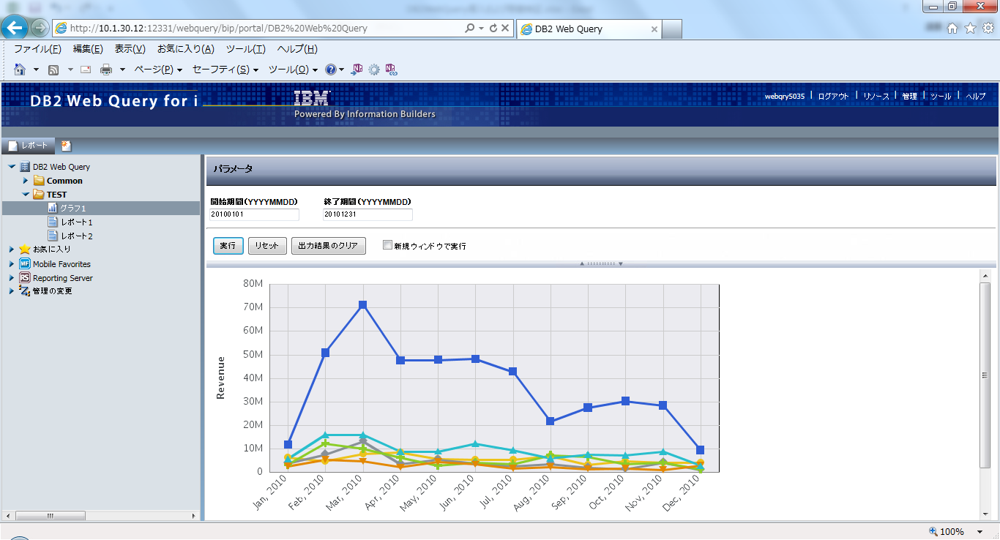 http://10.1.30.12:12331/webquery/bip/portal/DB2%20Web%20Query
DB2 Web Query
ファイル(F) 編集(E) 表示(V) お気に入り(A) ツール(T) ヘルプ(H)
ページ(P) セーフティ(S) ツール(O)
DB2 Web Query for i
IBM
Powered By Information Builders
webqry5035 | ログアウト | リソース | 管理 | ツール | ヘルプ
レポート
DB2 Web Query
Common
TEST
グラフ1
レポート1
レポート2
お気に入り
MF Mobile Favorites
RS Reporting Server
管理の変更
パラメータ
開始期間(YYYYMMDD) 終了期間(YYYYMMDD)
20100101 20101231
実行 リセット 出力結果のクリア 新規ウィンドウで実行
80M
70M
60M
50M
40M
30M
20M
10M
0
Revenue
Jan, 2010 Feb, 2010 Mar, 2010 Apr, 2010 May, 2010 Jun, 2010 Jul, 2010 Aug, 2010 Sep, 2010 Oct, 2010 Nov, 2010 Dec, 2010
100%